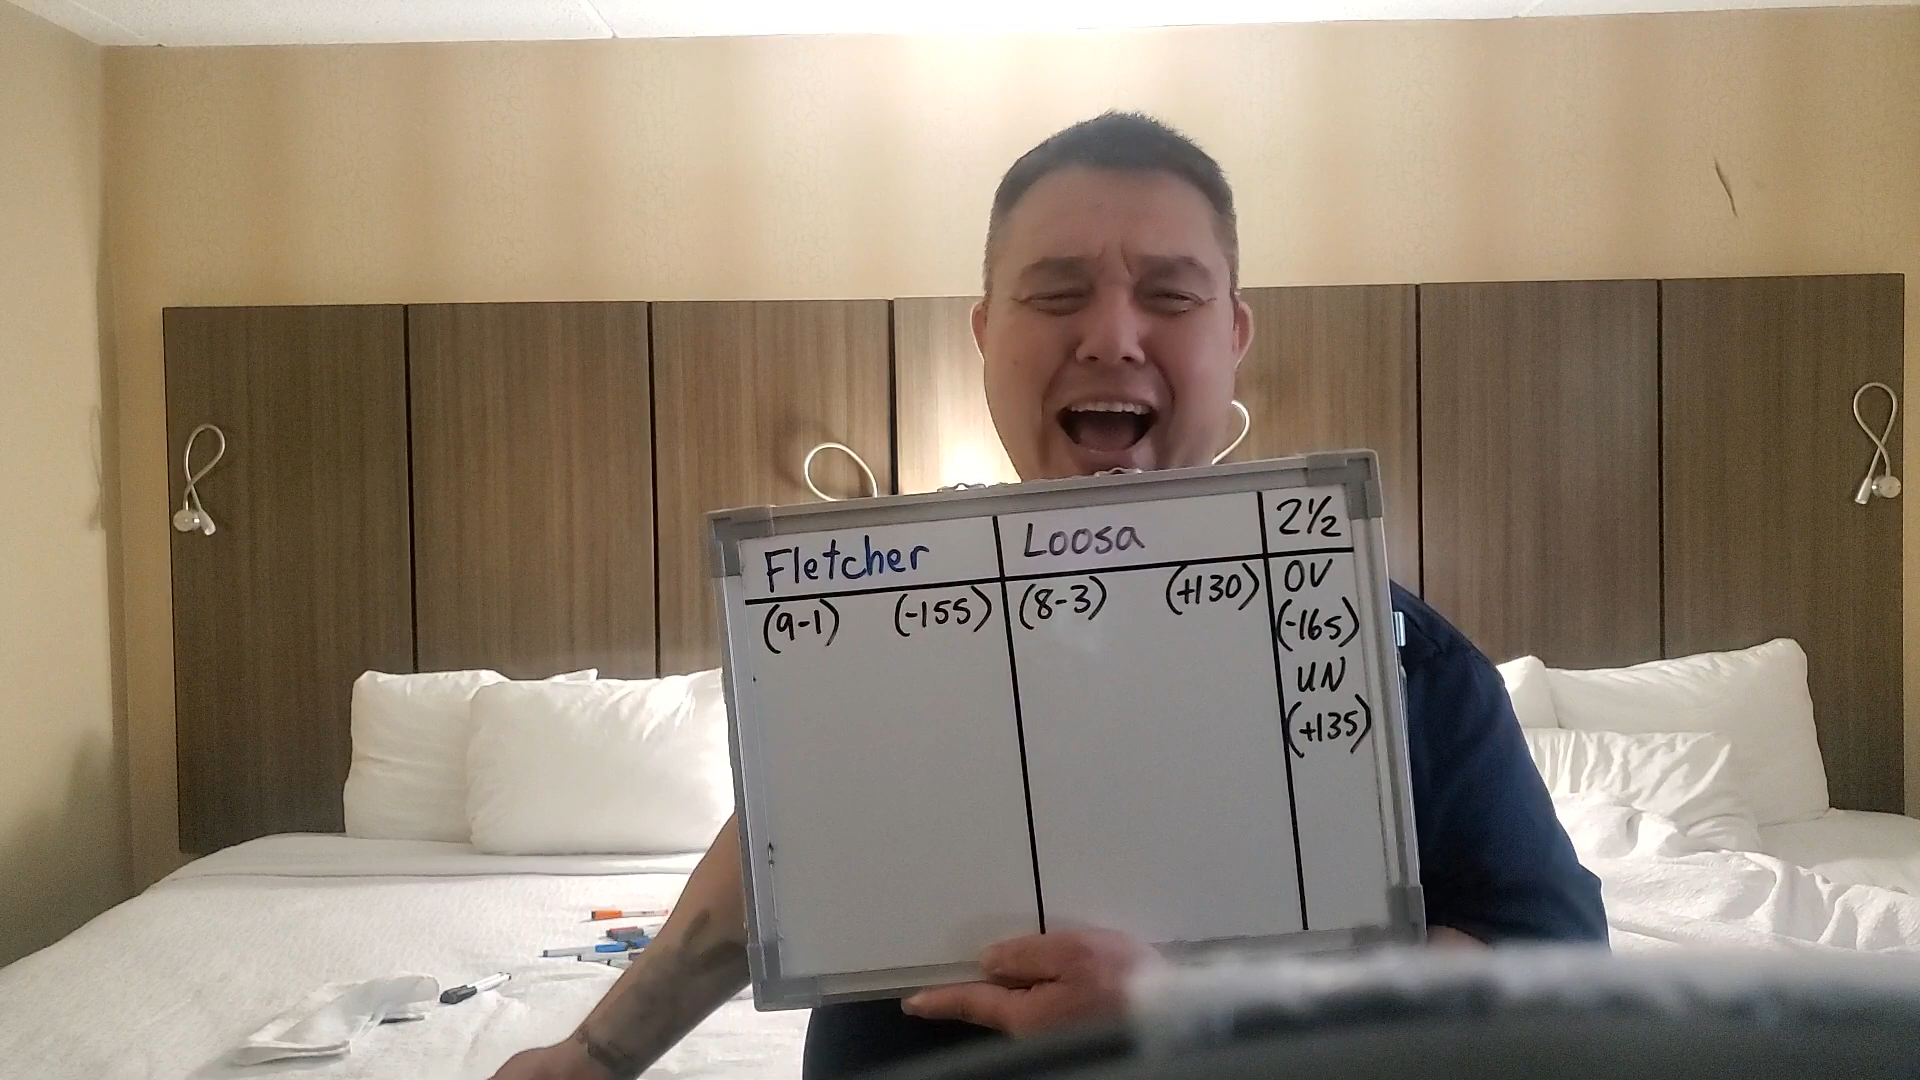 Fletcher Loosa 2½
(9-1) (-155) (8-3) (+130) OV
(-165)
UN
(+135)